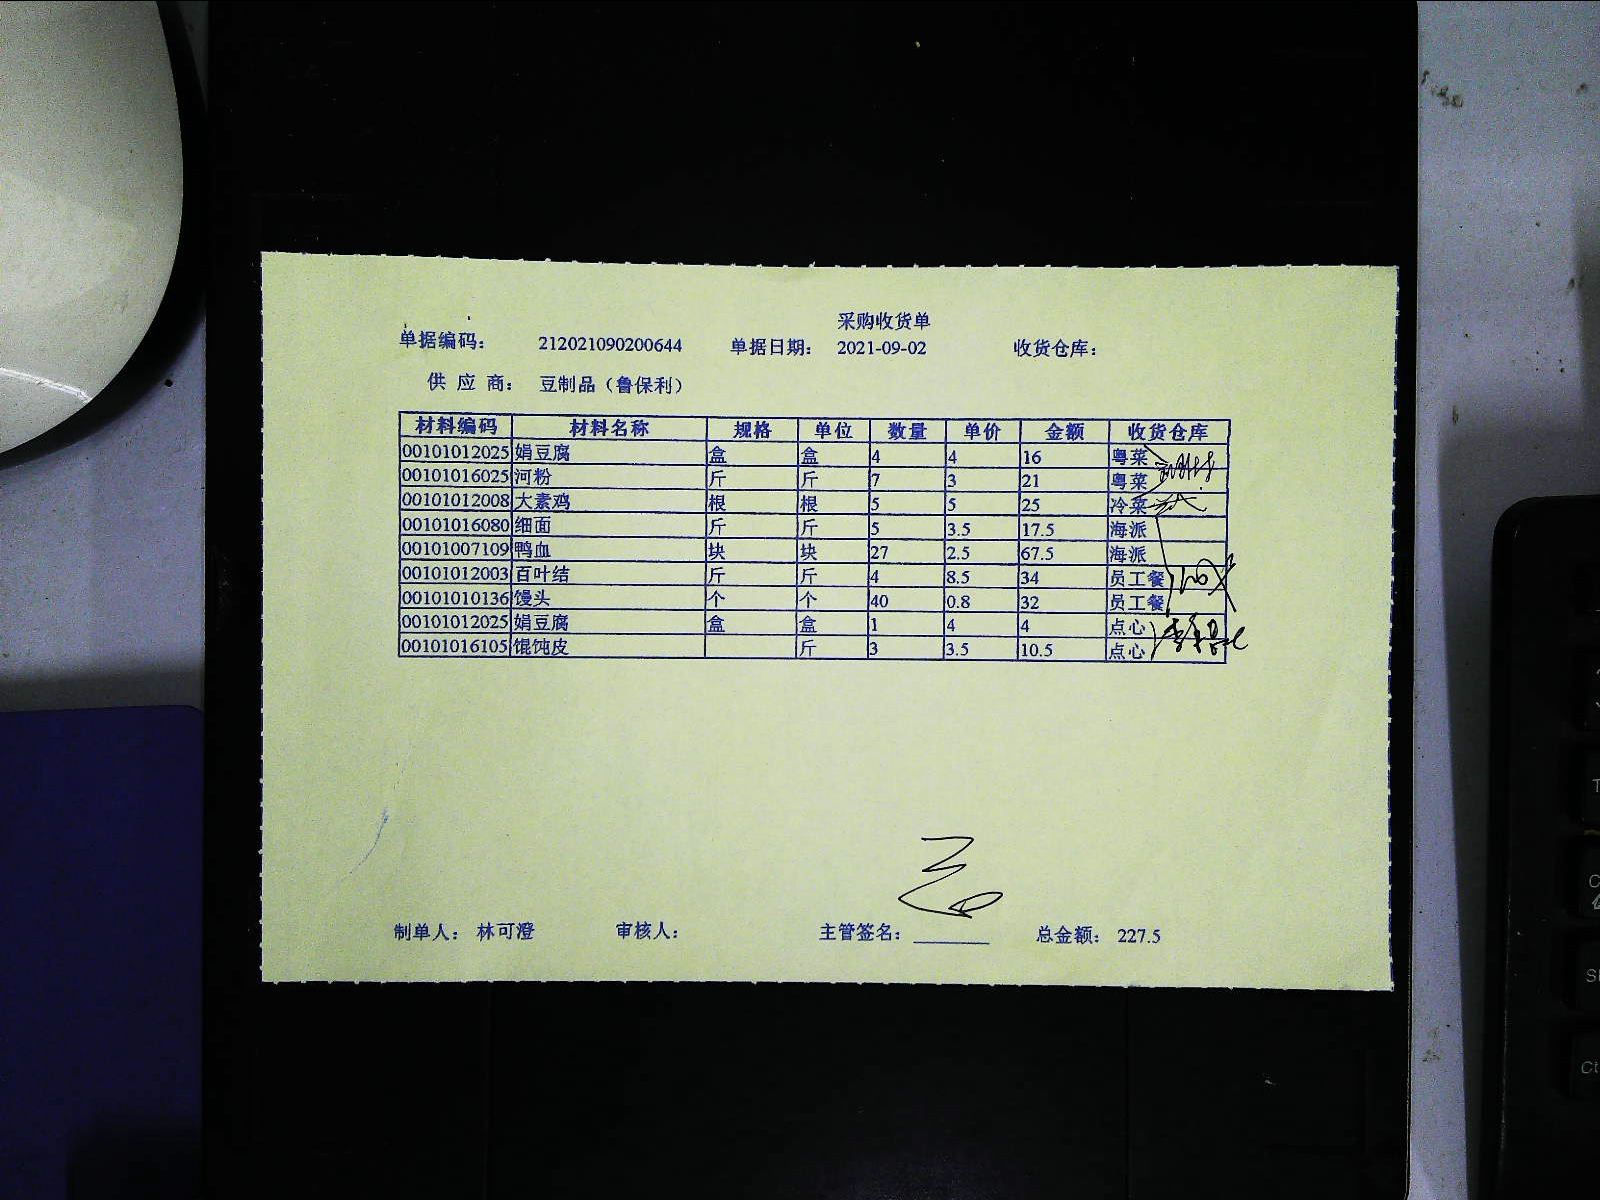 采购收货单
单据编码： 212021090200644 单据日期： 2021-09-02 收货仓库：
供 应 商： 豆制品（鲁保利）
材料编码 材料名称 规格 单位 数量 单价 金额 收货仓库
00101012025 娟豆腐 盒 盒 4 4 16 粤菜
00101016025 河粉 斤 斤 7 3 21 粤菜
00101012008 大素鸡 根 根 5 5 25 冷菜
00101016080 细面 斤 斤 5 3.5 17.5 海派
00101007109 鸭血 块 块 27 2.5 67.5 海派
00101012003 百叶结 斤 斤 4 8.5 34 员工餐
00101010136 馒头 个 个 40 0.8 32 员工餐
00101012025 娟豆腐 盒 盒 1 4 4 点心
00101016105 馄饨皮 斤 3 3.5 10.5 点心
制单人： 林可澄 审核人： 主管签名： 总金额： 227.5